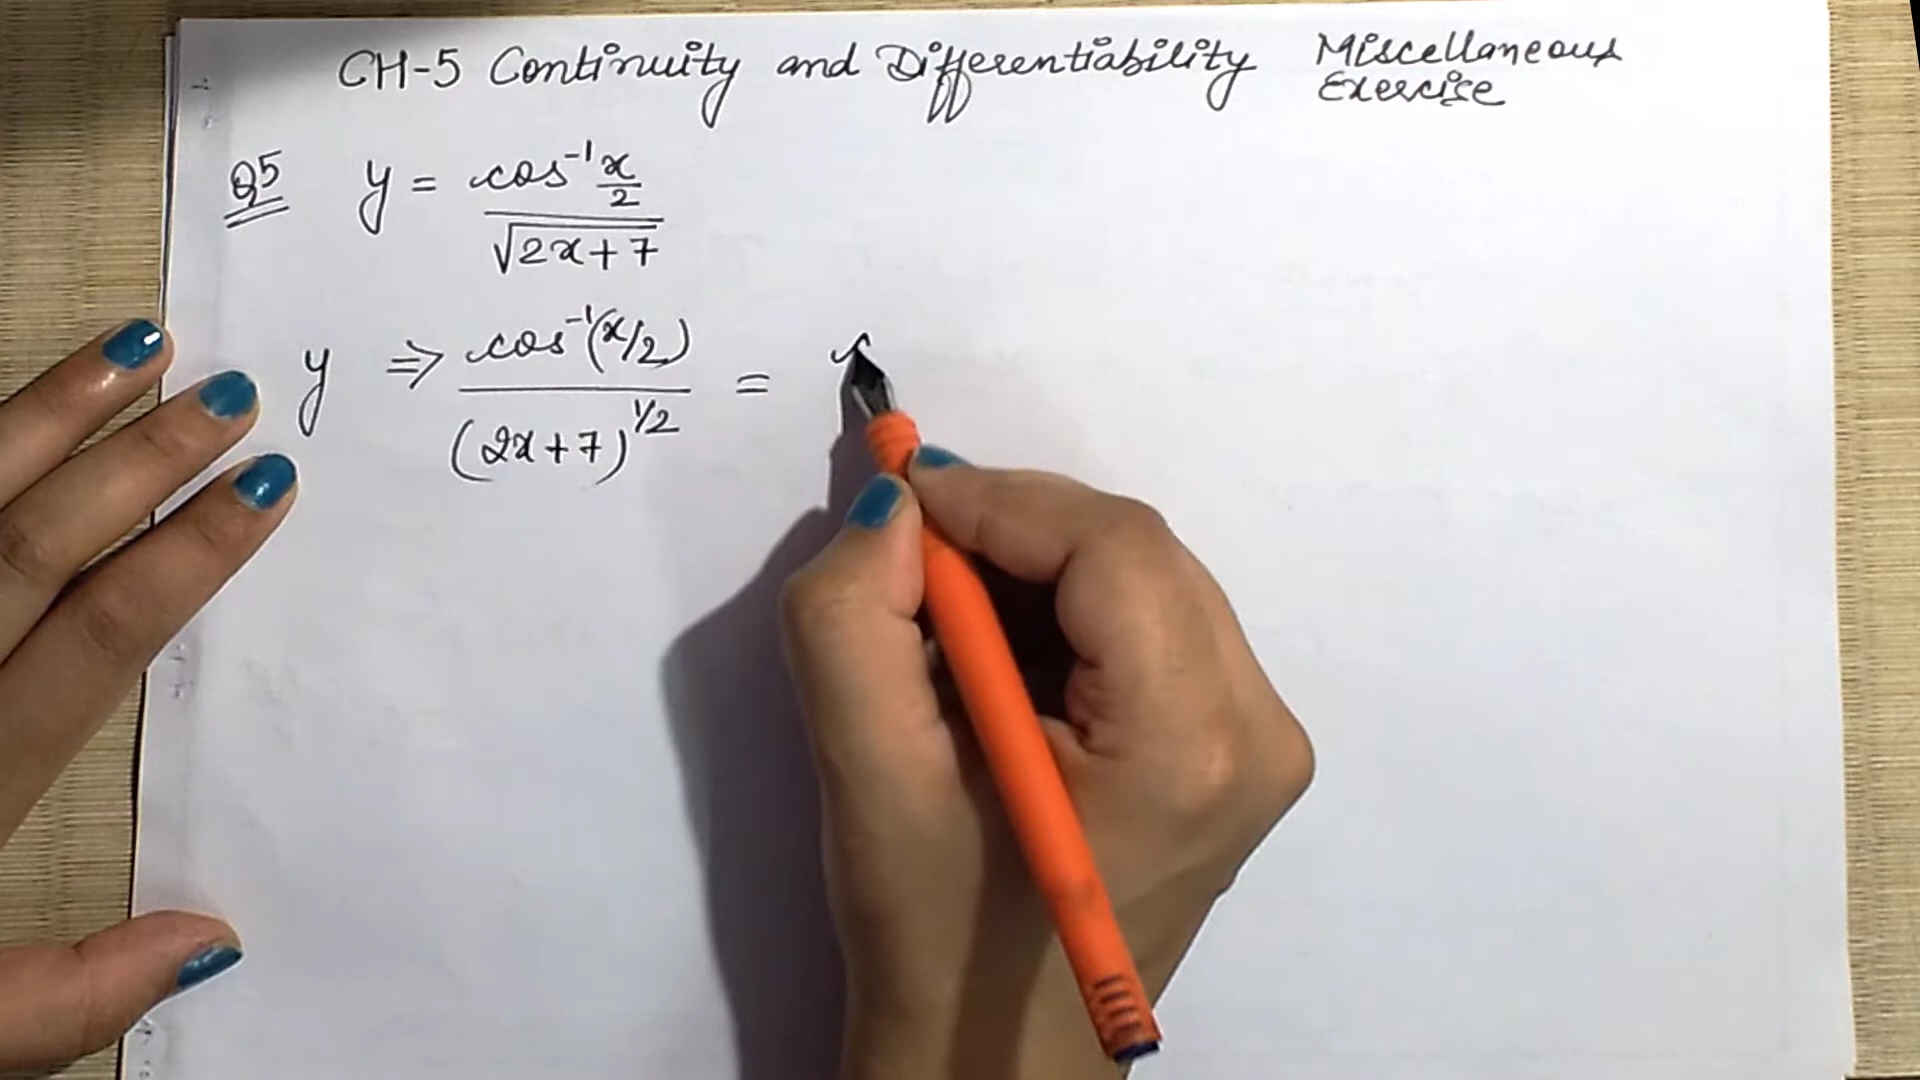 CH-5 Continuity and Differentiability Miscellaneous Exercise
Q5 y = cos⁻¹ x/2 / √2x+7
y ⇒ cos⁻¹(x/2) / (2x+7)^1/2 =